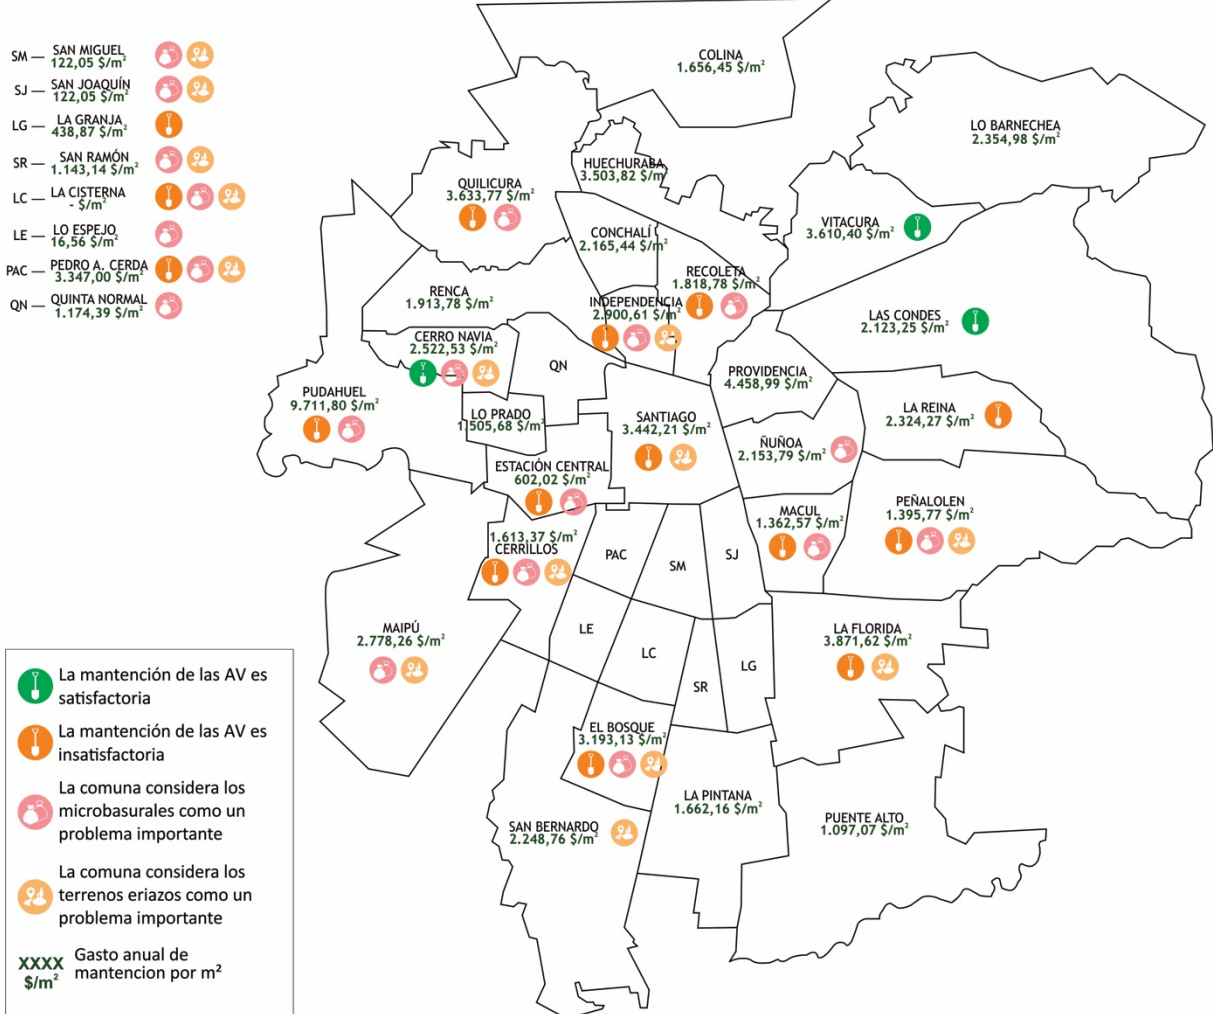 SM — SAN MIGUEL
122,05 $/m²
SJ — SAN JOAQUÍN
122,05 $/m²
LG — LA GRANJA
438,87 $/m²
SR — SAN RAMÓN
1.143,14 $/m²
LC — LA CISTERNA
- $/m²
LE — LO ESPEJO
16,56 $/m²
PAC — PEDRO A. CERDA
3.347,00 $/m²
QN — QUINTA NORMAL
1.174,39 $/m²
COLINA
1.656,45 $/m²
LO BARNECHEA
2.354,98 $/m²
HUECHURABA
3.503,82 $/m²
QUILICURA
3.633,77 $/m²
VITACURA
3.610,40 $/m²
CONCHALÍ
2.165,44 $/m²
RECOLETA
1.818,78 $/m²
RENCA
1.913,78 $/m²
INDEPENDENCIA
2.900,61 $/m²
LAS CONDES
2.123,25 $/m²
CERRO NAVIA
2.522,53 $/m²
QN
PROVIDENCIA
4.458,99 $/m²
PUDAHUEL
9.711,80 $/m²
LO PRADO
1.505,68 $/m²
SANTIAGO
3.442,21 $/m²
LA REINA
2.324,27 $/m²
ÑUÑOA
2.153,79 $/m²
ESTACIÓN CENTRAL
602,02 $/m²
MACUL
1.362,57 $/m²
PEÑALOLEN
1.395,77 $/m²
1.613,37 $/m²
CERRILLOS
PAC
SM
SJ
MAIPÚ
2.778,26 $/m²
LE
LC
SR
LG
LA FLORIDA
3.871,62 $/m²
EL BOSQUE
3.193,13 $/m²
LA PINTANA
1.662,16 $/m²
SAN BERNARDO
2.248,76 $/m²
PUENTE ALTO
1.097,07 $/m²
La mantención de las AV es
satisfactoria
La mantención de las AV es
insatisfactoria
La comuna considera los
microbasurales como un
problema importante
La comuna considera los
terrenos eriazos como un
problema importante
XXXX
$/m²
Gasto anual de
mantencion por m²